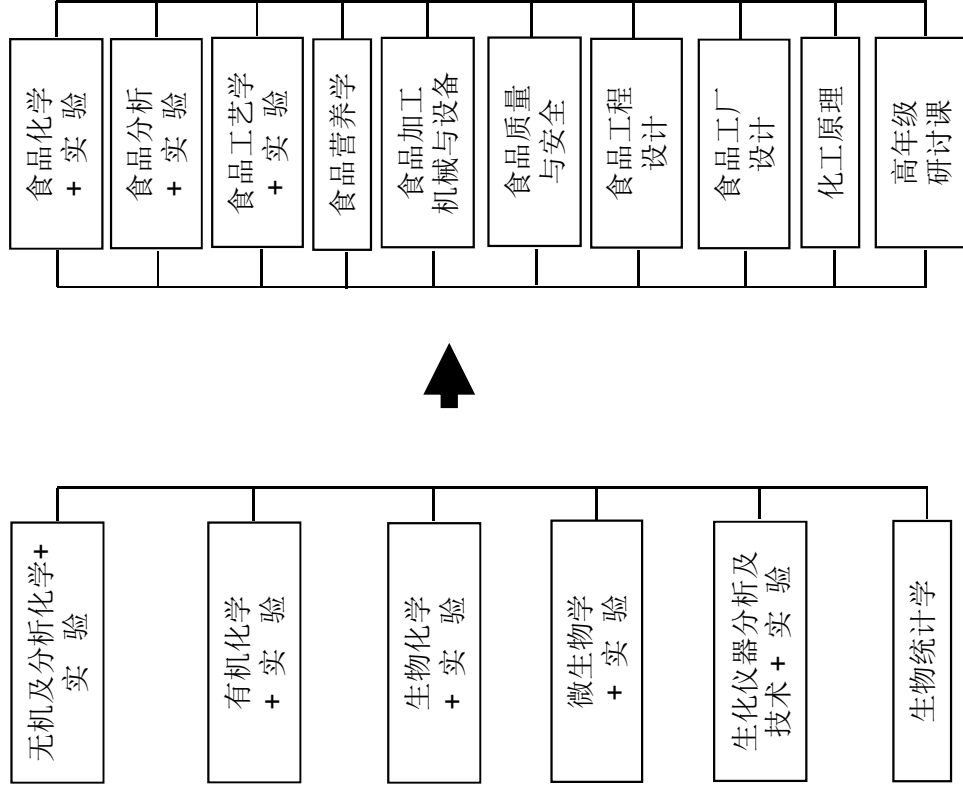 食品化学
+ 实 验
食品分析
+ 实 验
食品工艺学
+ 实 验
食品营养学
食品加工
机械与设备
食品质量
与安全
食品工程
设计
食品工厂
设计
化工原理
高年级
研讨课
无机及分析化学+
实 验
有机化学
+ 实 验
生物化学
+ 实 验
微生物学
+ 实 验
生化仪器分析及
技术+ 实 验
生物统计学